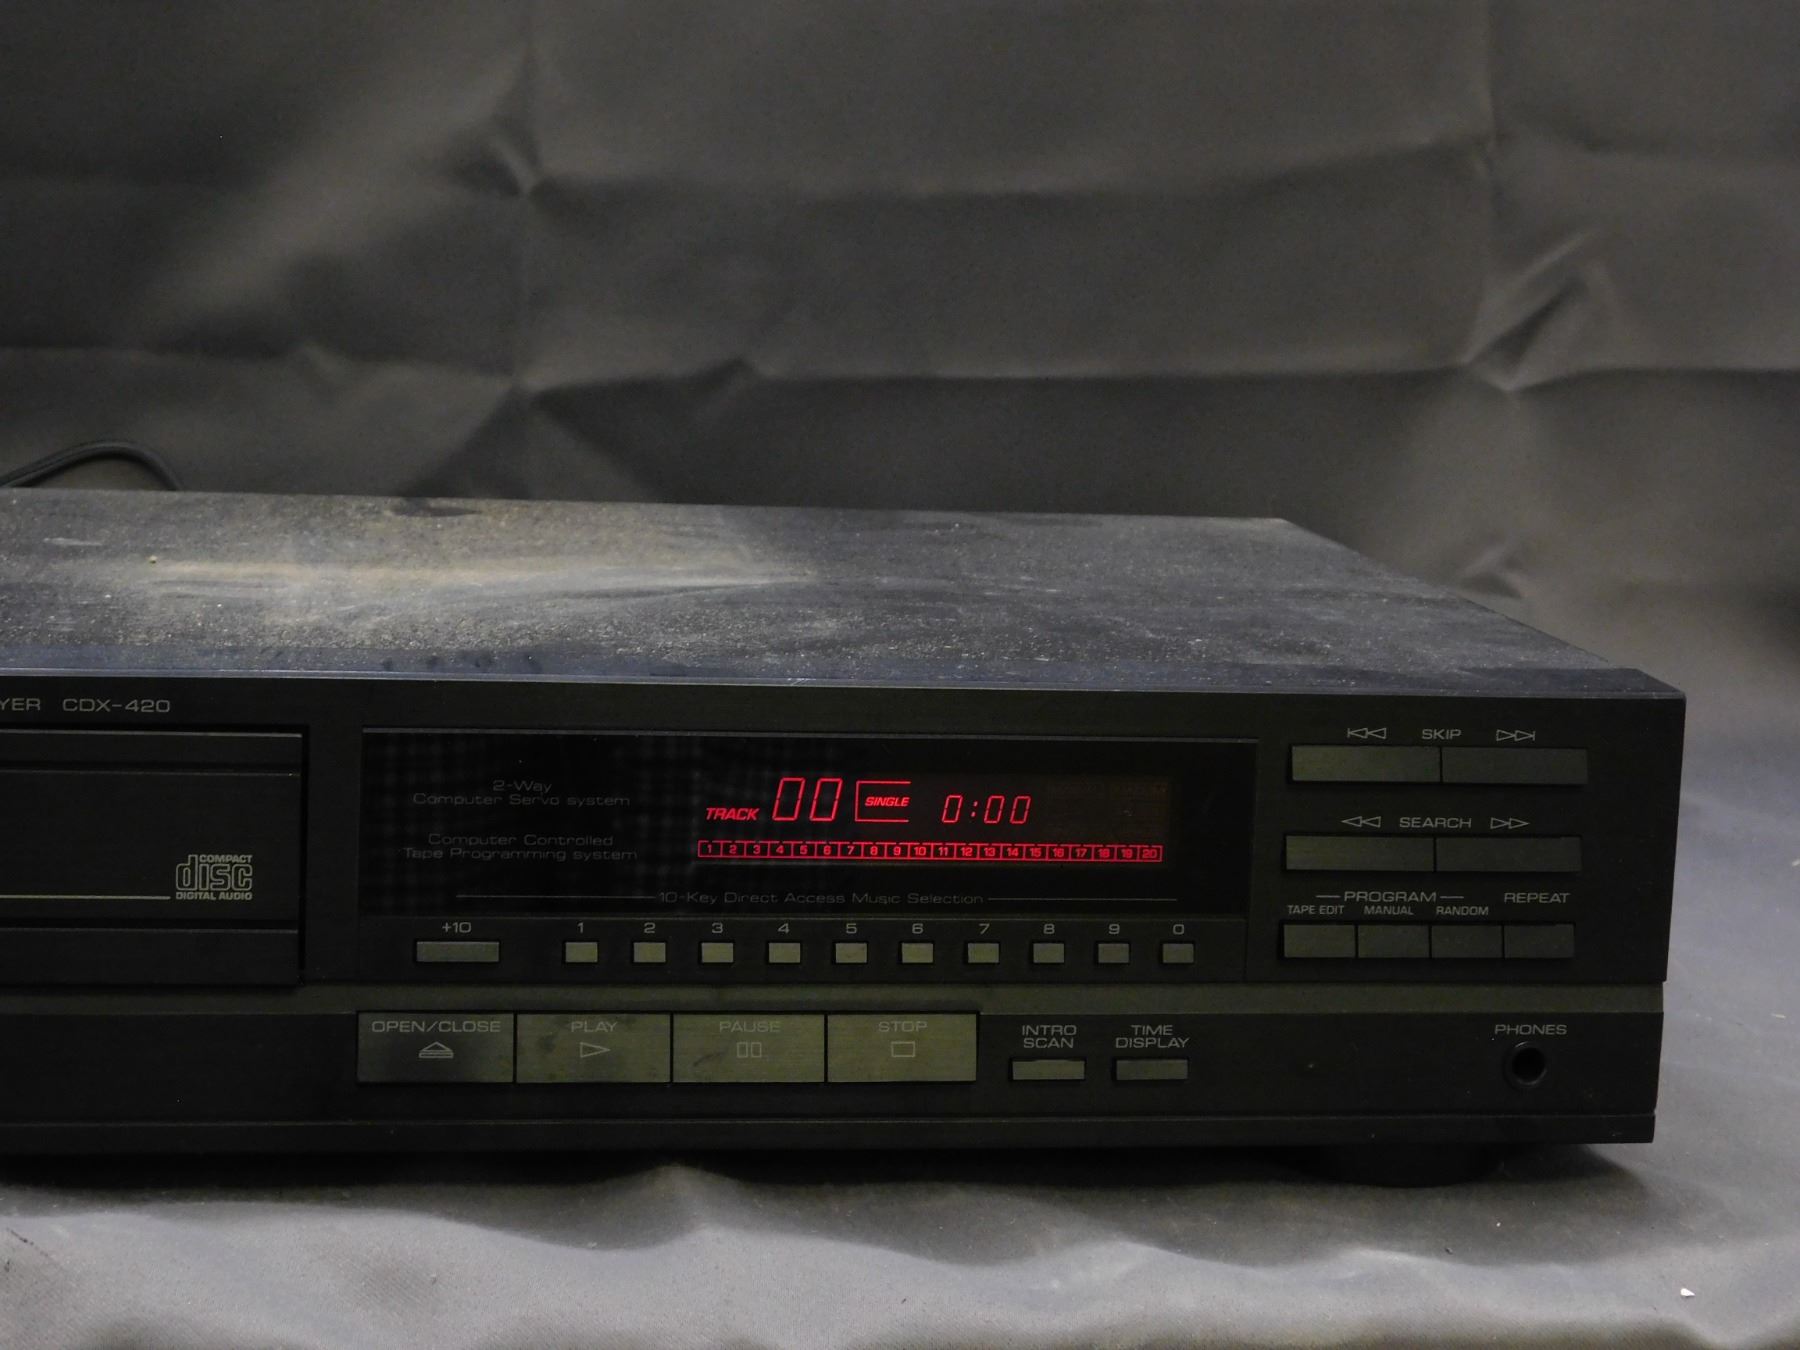 YER CDX-420
SKIP
2-Way
Computer Servo system
TRACK 00 SINGLE 0:00
SEARCH
Computer Controlled
Tape Programming system
1 2 3 4 5 6 7 8 9 10 11 12 13 14 15 16 17 18 19 20
COMPACT
disc
DIGITAL AUDIO
10-Key Direct Access Music Selection
PROGRAM REPEAT
TAPE EDIT MANUAL RANDOM
+10 1 2 3 4 5 6 7 8 9 0
OPEN/CLOSE PLAY PAUSE STOP
INTRO
SCAN
TIME
DISPLAY
PHONES